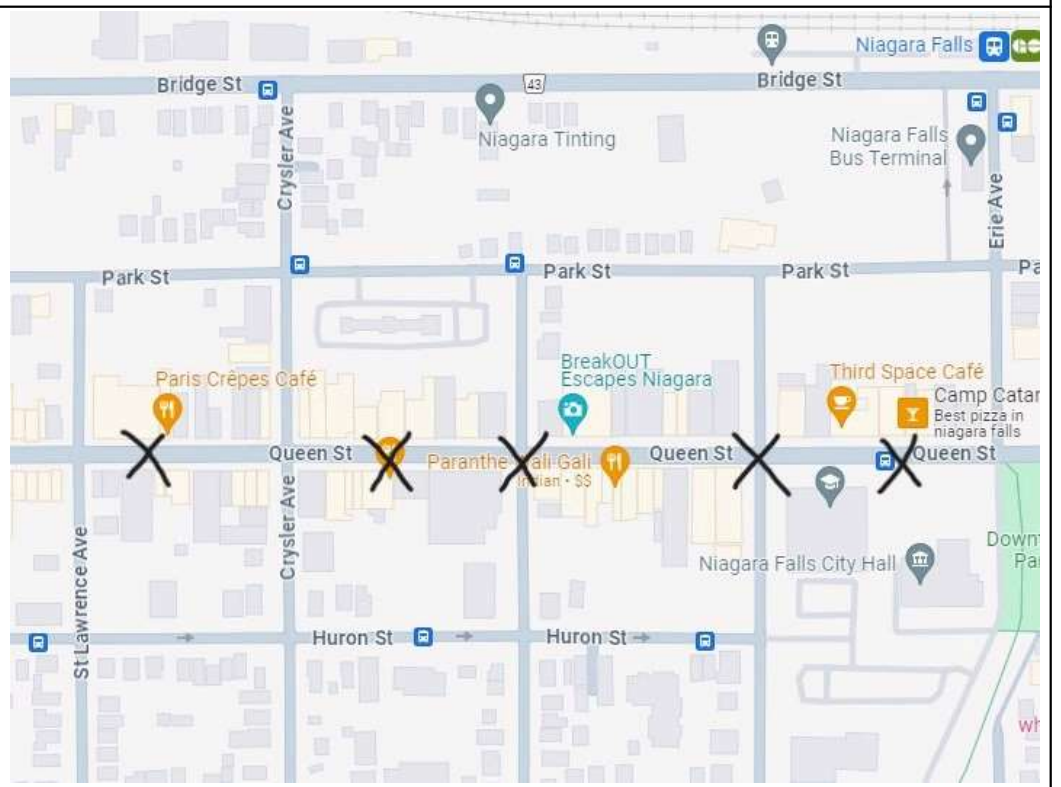 Niagara Falls
Bridge St
43
Bridge St
Niagara Tinting
Niagara Falls
Bus Terminal
Crysler Ave
Erie Ave
Park St
Park St
Park St
Pa
BreakOUT
Escapes Niagara
Paris Crêpes Café
Third Space Café
Camp Catar
Best pizza in
niagara falls
Queen St
Paranthe Wali Gali
Indian • $$
Queen St
Queen St
Crysler Ave
St Lawrence Ave
Niagara Falls City Hall
Down
Pa
Huron St
Huron St
wh